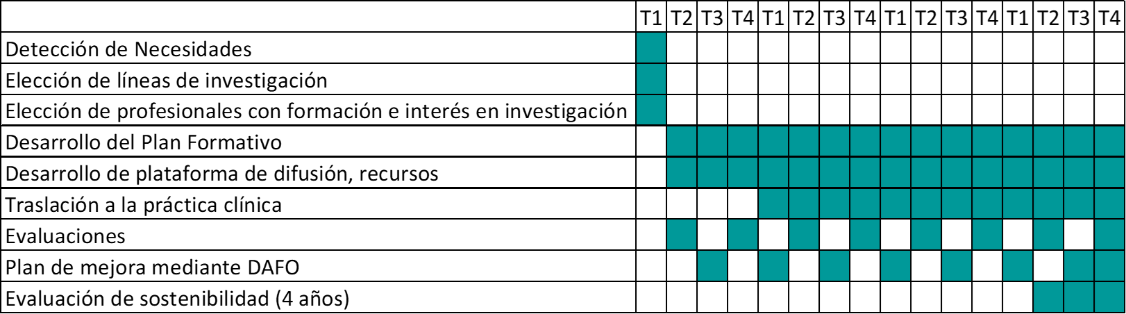 T1 T2 T3 T4 T1 T2 T3 T4 T1 T2 T3 T4 T1 T2 T3 T4
Detección de Necesidades
Elección de líneas de investigación
Elección de profesionales con formación e interés en investigación
Desarrollo del Plan Formativo
Desarrollo de plataforma de difusión, recursos
Traslación a la práctica clínica
Evaluaciones
Plan de mejora mediante DAFO
Evaluación de sostenibilidad (4 años)